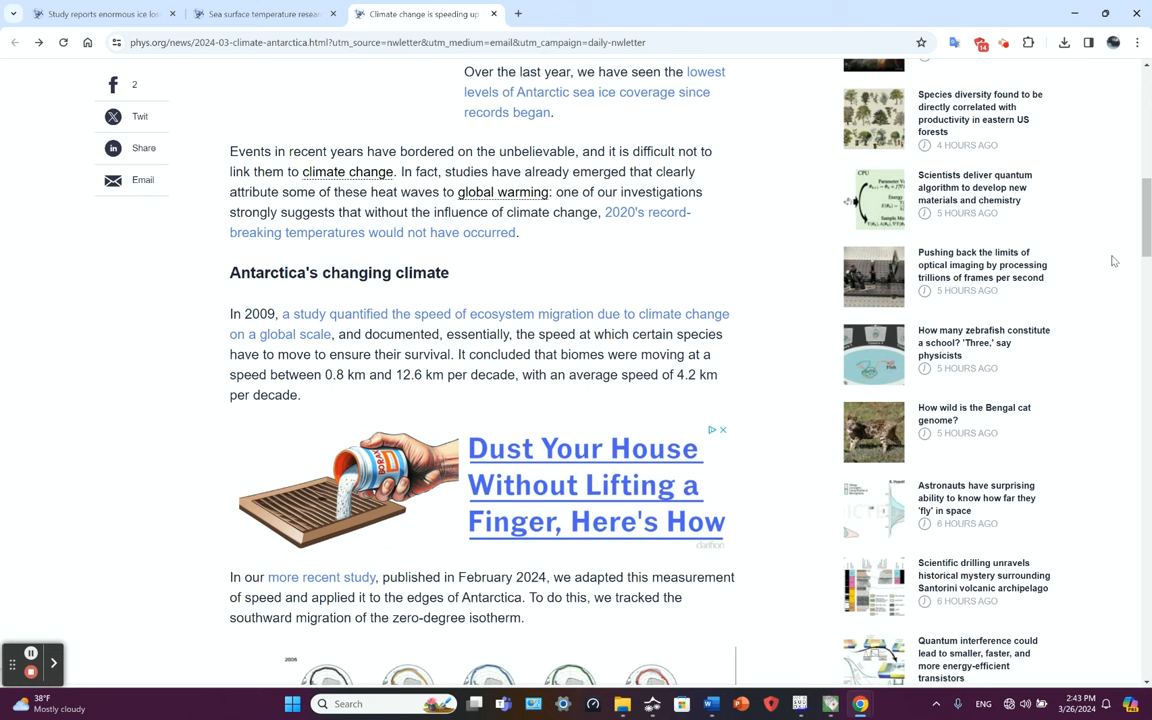 Study reports enormous ice lo
Sea surface temperature resea
Climate change is speeding up
phys.org/news/2024-03-climate-antarctica.html?utm_source=nwletter&utm_medium=email&utm_campaign=daily-nwletter
14
2
Twit
Share
Email
Over the last year, we have seen the lowest
levels of Antarctic sea ice coverage since
records began.
Events in recent years have bordered on the unbelievable, and it is difficult not to
link them to climate change. In fact, studies have already emerged that clearly
attribute some of these heat waves to global warming: one of our investigations
strongly suggests that without the influence of climate change, 2020's record-
breaking temperatures would not have occurred.
Antarctica's changing climate
In 2009, a study quantified the speed of ecosystem migration due to climate change
on a global scale, and documented, essentially, the speed at which certain species
have to move to ensure their survival. It concluded that biomes were moving at a
speed between 0.8 km and 12.6 km per decade, with an average speed of 4.2 km
per decade.
BORAX
Dust Your House
Without Lifting a
Finger, Here's How
clarithon
In our more recent study, published in February 2024, we adapted this measurement
of speed and applied it to the edges of Antarctica. To do this, we tracked the
southward migration of the zero-degree isotherm.
2006
Species diversity found to be
directly correlated with
productivity in eastern US
forests
4 HOURS AGO
CPU
Scientists deliver quantum
algorithm to develop new
materials and chemistry
5 HOURS AGO
Pushing back the limits of
optical imaging by processing
trillions of frames per second
5 HOURS AGO
How many zebrafish constitute
a school? 'Three,' say
physicists
5 HOURS AGO
How wild is the Bengal cat
genome?
5 HOURS AGO
Astronauts have surprising
ability to know how far they
'fly' in space
6 HOURS AGO
Scientific drilling unravels
historical mystery surrounding
Santorini volcanic archipelago
6 HOURS AGO
Quantum interference could
lead to smaller, faster, and
more energy-efficient
transistors
38°F
Mostly cloudy
Search
ENG
2:43 PM
3/26/2024